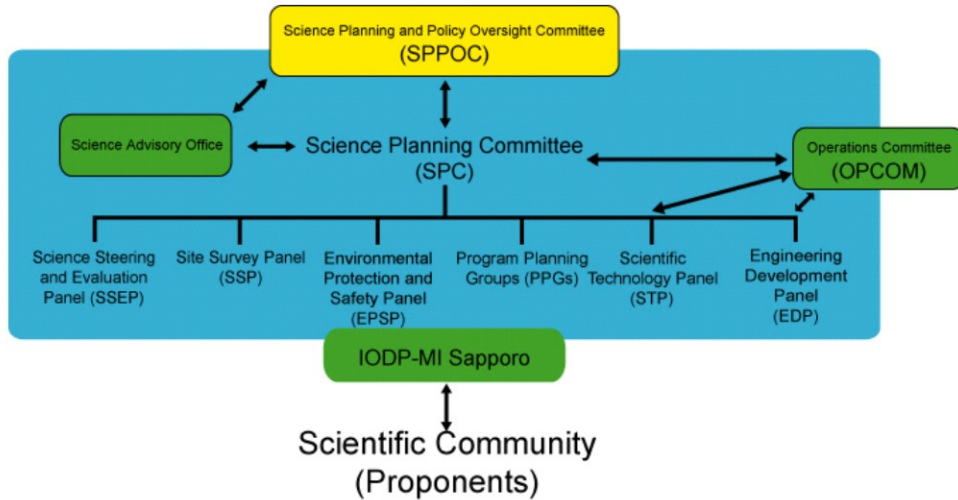 Science Planning and Policy Oversight Committee
(SPPOC)
Science Advisory Office
Science Planning Committee
(SPC)
Operations Committee
(OPCOM)
Science Steering
and Evaluation
Panel (SSEP)
Site Survey Panel
(SSP)
Environmental
Protection and
Safety Panel
(EPSP)
Program Planning
Groups (PPGs)
Scientific
Technology Panel
(STP)
Engineering
Development
Panel
(EDP)
IODP-MI Sapporo
Scientific Community
(Proponents)